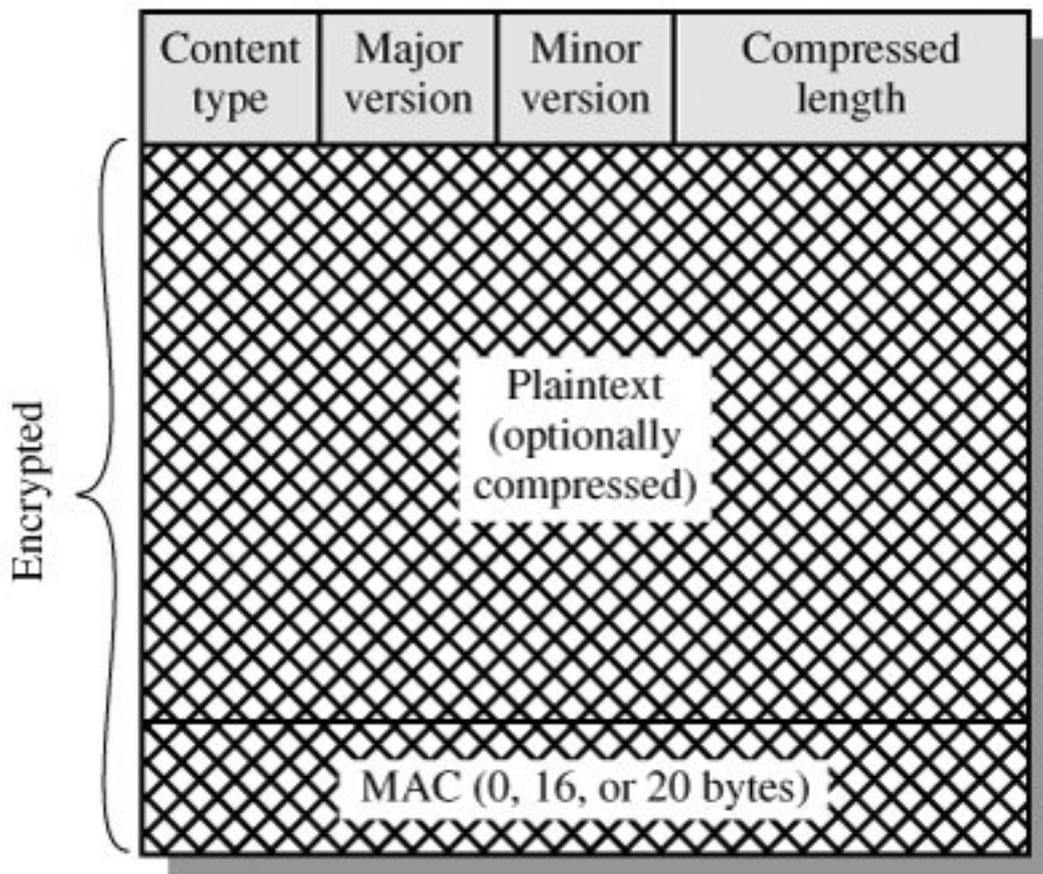 Content
type
Major
version
Minor
version
Compressed
length
Encrypted
Plaintext
(optionally
compressed)
MAC (0, 16, or 20 bytes)